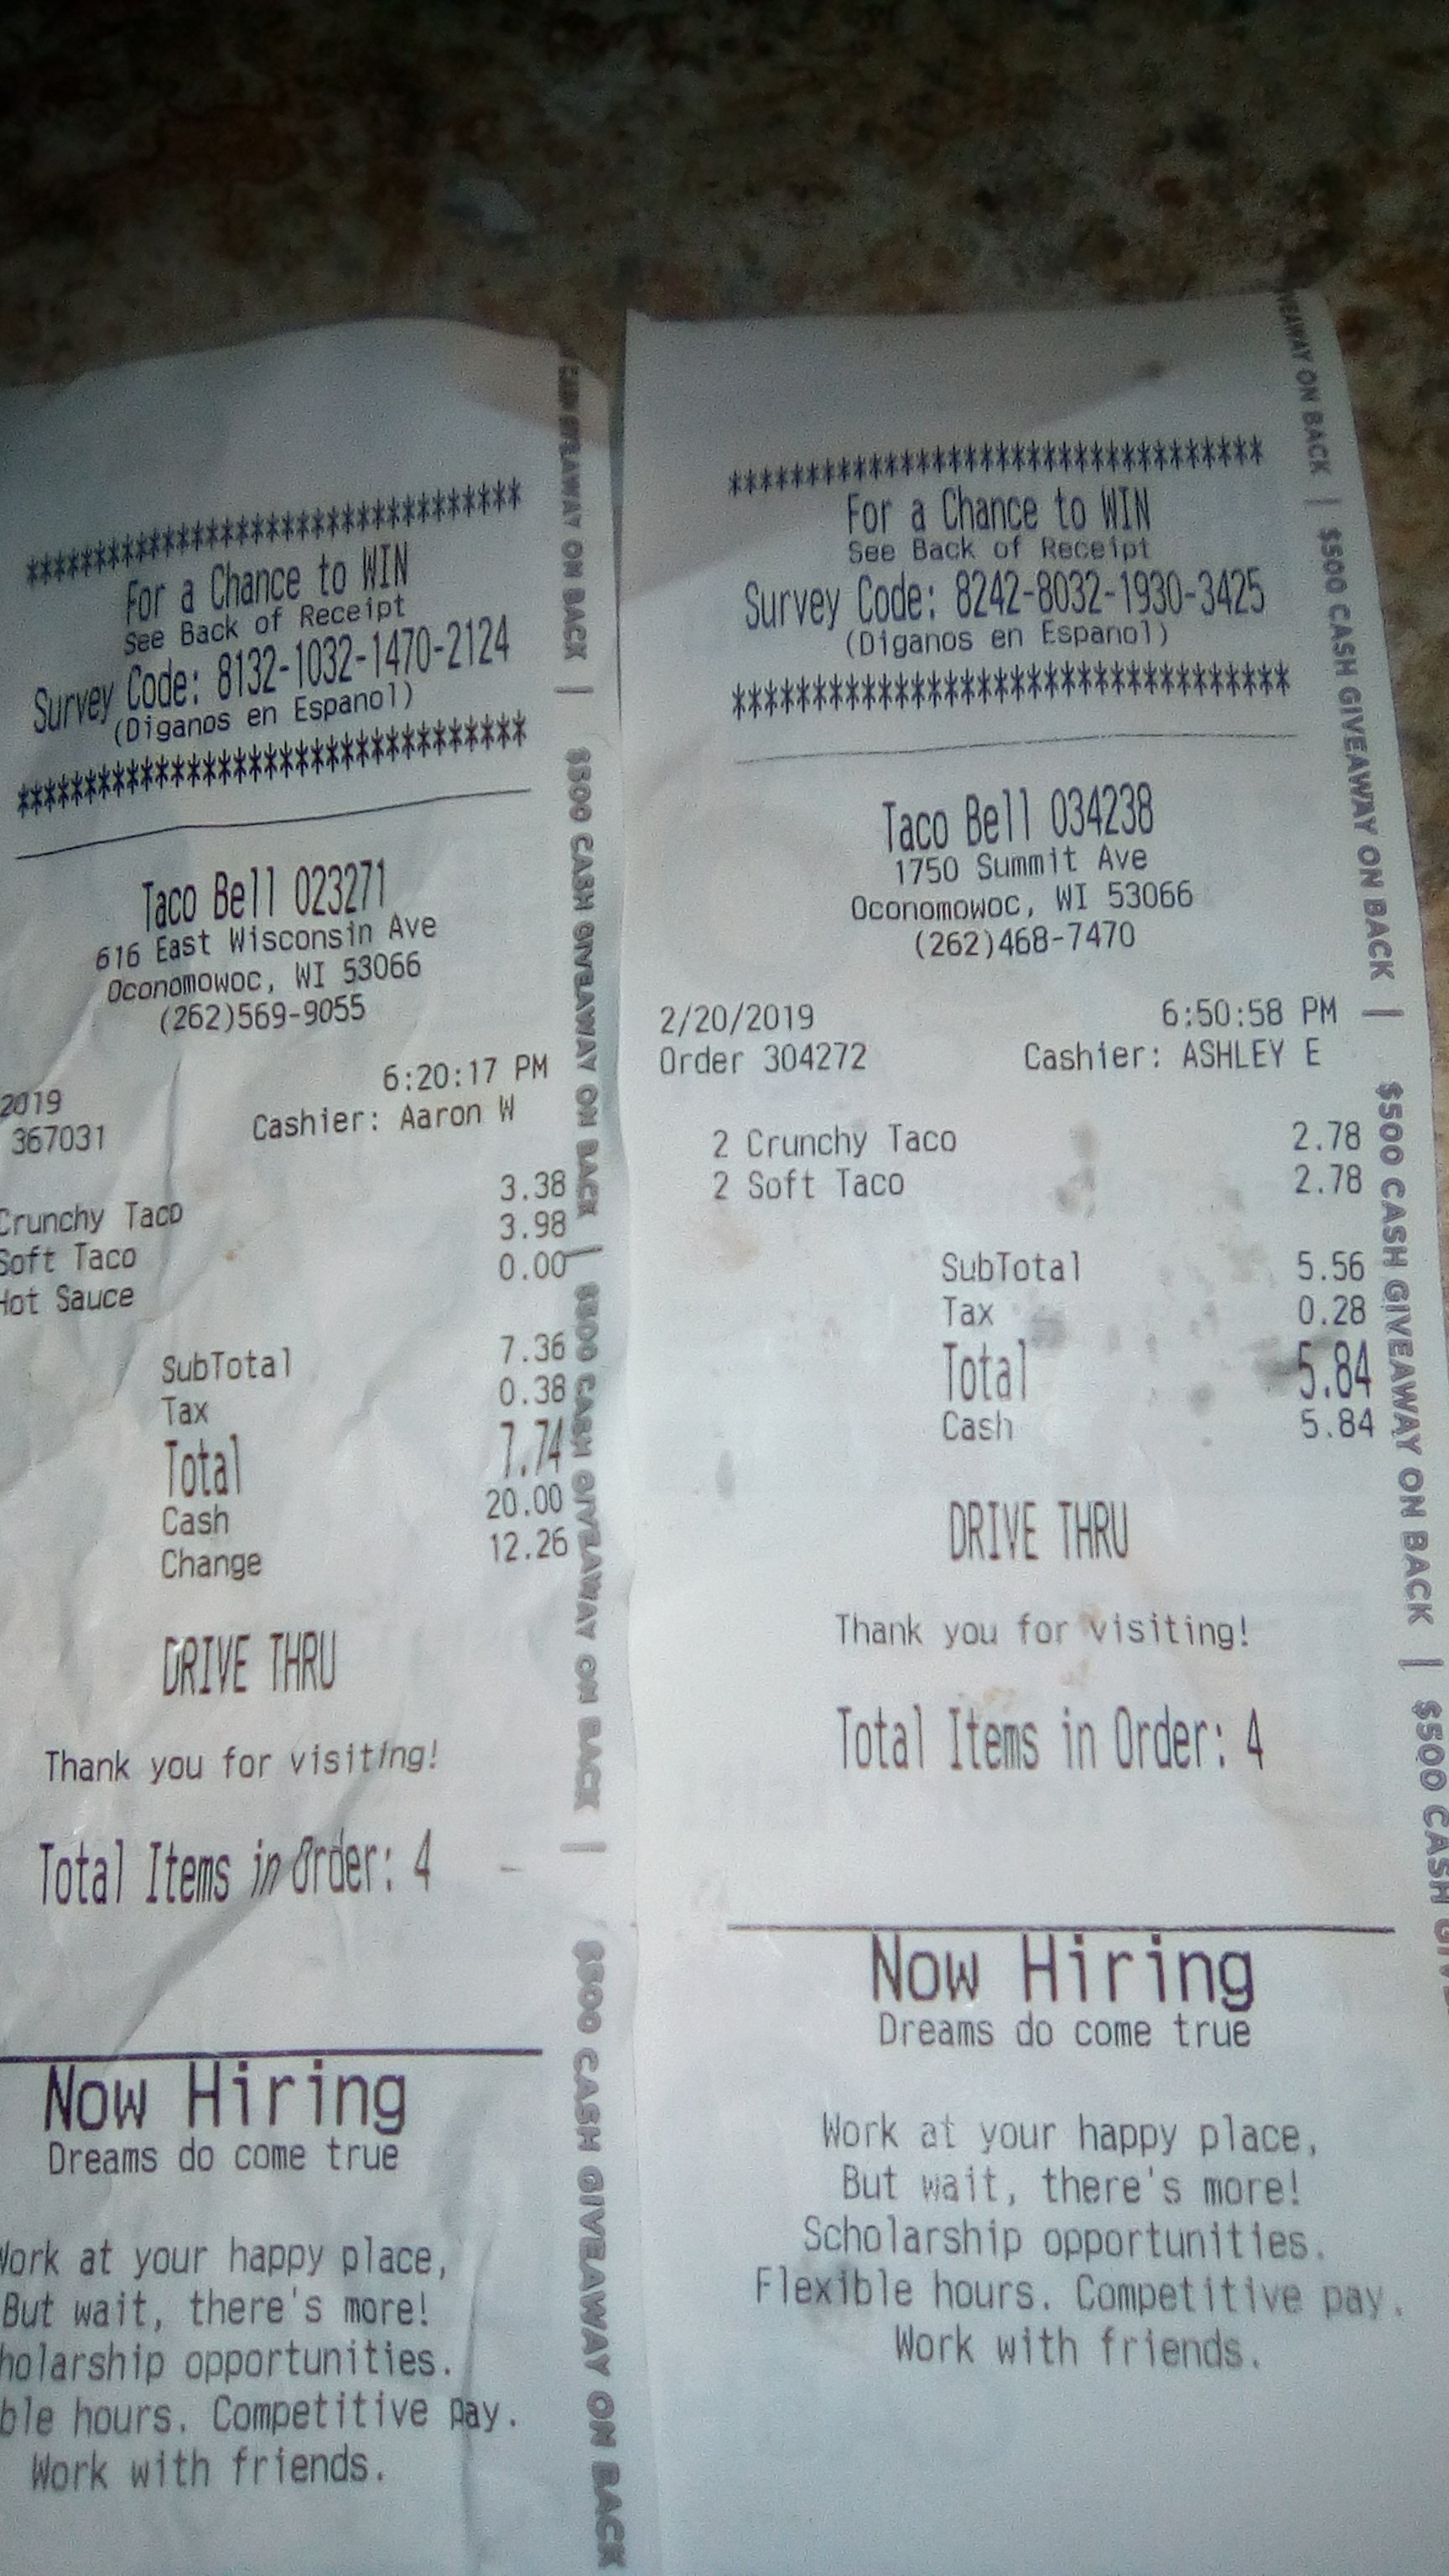 *******************************
For a Chance to WIN
See Back of Receipt
Survey Code: 8132-1032-1470-2124
(Diganos en Espanol)
*******************************
Taco Bell 023271
616 East Wisconsin Ave
Oconomowoc, WI 53066
(262)569-9055
2019 6:20:17 PM
367031 Cashier: Aaron W
Crunchy Taco 3.38
Soft Taco 3.98
Hot Sauce 0.00
SubTotal 7.36
Tax 0.38
Total 7.74
Cash 20.00
Change 12.26
DRIVE THRU
Thank you for visiting!
Total Items in Order: 4
Now Hiring
Dreams do come true
Work at your happy place,
But wait, there's more!
holarship opportunities.
ble hours. Competitive pay.
Work with friends.
GIVEAWAY ON BACK | $500 CASH GIVEAWAY ON BACK | $500 CASH GIVEAWAY ON BACK | $500 CASH GIVEAWAY ON BACK
*******************************
For a Chance to WIN
See Back of Receipt
Survey Code: 8242-8032-1930-3425
(Diganos en Espanol)
*******************************
Taco Bell 034238
1750 Summit Ave
Oconomowoc, WI 53066
(262)468-7470
2/20/2019 6:50:58 PM
Order 304272 Cashier: ASHLEY E
2 Crunchy Taco 2.78
2 Soft Taco 2.78
SubTotal 5.56
Tax 0.28
Total 5.84
Cash 5.84
DRIVE THRU
Thank you for visiting!
Total Items in Order: 4
Now Hiring
Dreams do come true
Work at your happy place,
But wait, there's more!
Scholarship opportunities.
Flexible hours. Competitive pay.
Work with friends.
VEAWAY ON BACK | $500 CASH GIVEAWAY ON BACK | $500 CASH GIVEAWAY ON BACK | $500 CASH GIVE